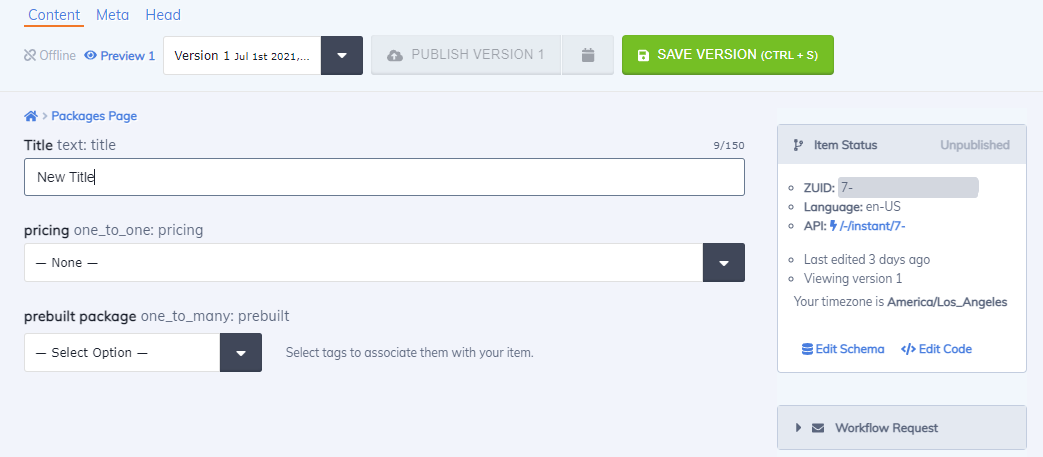 Content Meta Head
Offline Preview 1 Version 1 Jul 1st 2021,... PUBLISH VERSION 1 SAVE VERSION (CTRL + S)
Packages Page
Title text: title 9/150
New Title
pricing one_to_one: pricing
— None —
prebuilt package one_to_many: prebuilt
— Select Option — Select tags to associate them with your item.
Item Status Unpublished
ZUID: 7-
Language: en-US
API: /-/instant/7-
Last edited 3 days ago
Viewing version 1
Your timezone is America/Los_Angeles
Edit Schema Edit Code
Workflow Request